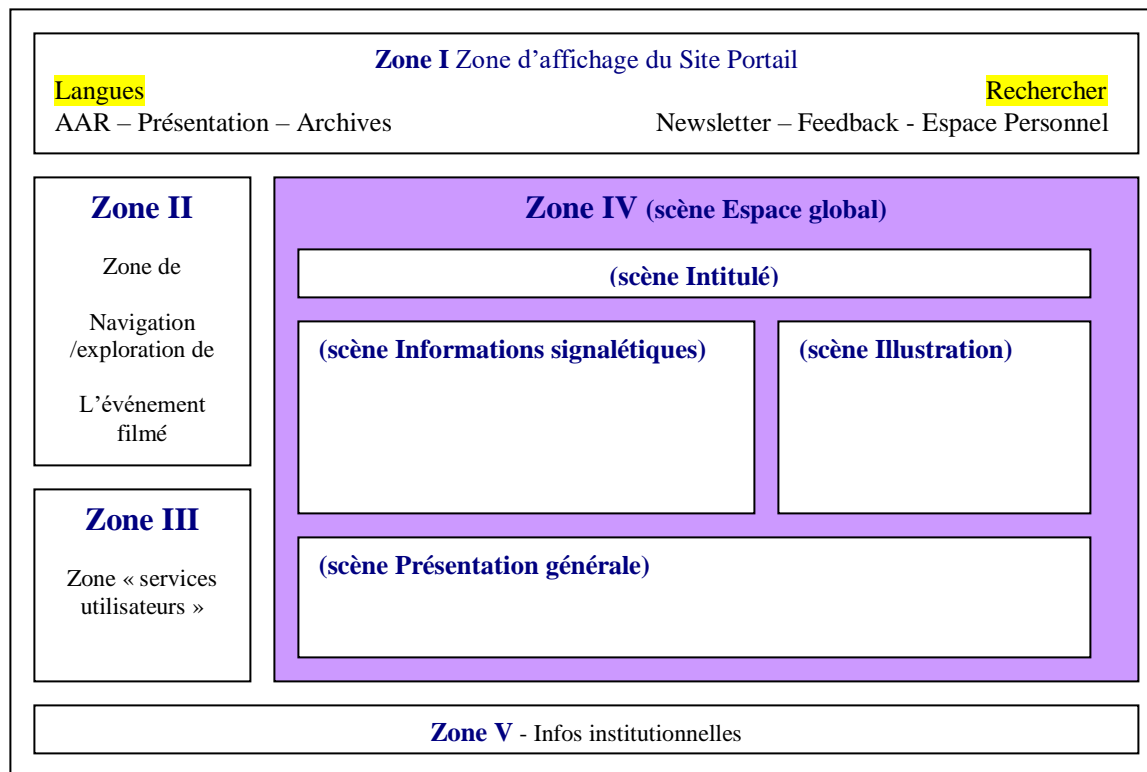 Zone I Zone d'affichage du Site Portail
Langues
Rechercher
AAR – Présentation – Archives
Newsletter – Feedback - Espace Personnel
Zone II
Zone de
Navigation
/exploration de
L'événement
filmé
Zone III
Zone « services
utilisateurs »
Zone IV (scène Espace global)
(scène Intitulé)
(scène Informations signalétiques)
(scène Illustration)
(scène Présentation générale)
Zone V - Infos institutionnelles